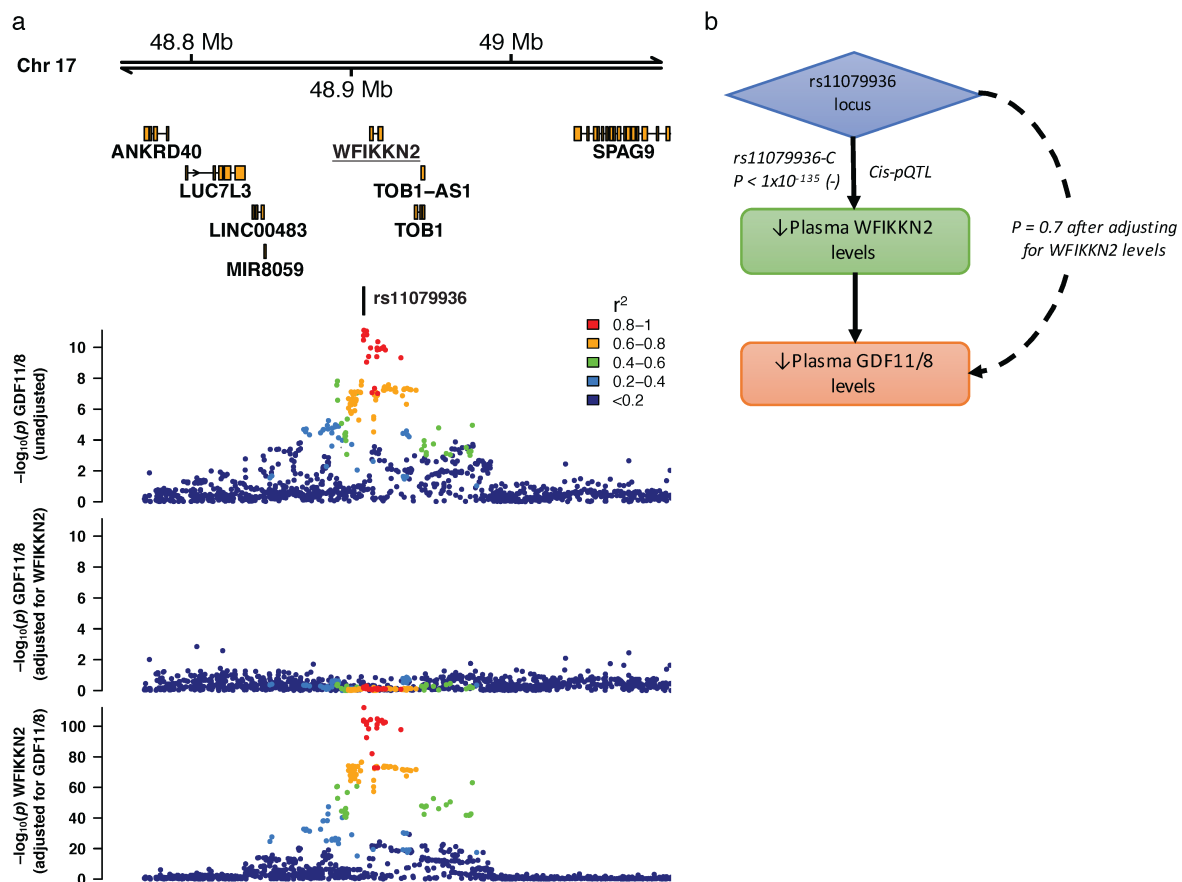 a
48.8 Mb
49 Mb
Chr 17
48.9 Mb
ANKRD40
WFIKKN2
SPAG9
LUC7L3
TOB1–AS1
LINC00483
TOB1
MIR8059
rs11079936
r2
0.8–1
0.6–0.8
0.4–0.6
0.2–0.4
<0.2
–log10(p) GDF11/8
(unadjusted)
10
8
6
4
2
0
–log10(p) GDF11/8
(adjusted for WFIKKN2)
10
8
6
4
2
0
–log10(p) WFIKKN2
(adjusted for GDF11/8)
100
80
60
40
20
0
b
rs11079936
locus
rs11079936-C
P < 1x10-135 (-)
Cis-pQTL
↓Plasma WFIKKN2
levels
P = 0.7 after adjusting
for WFIKKN2 levels
↓Plasma GDF11/8
levels